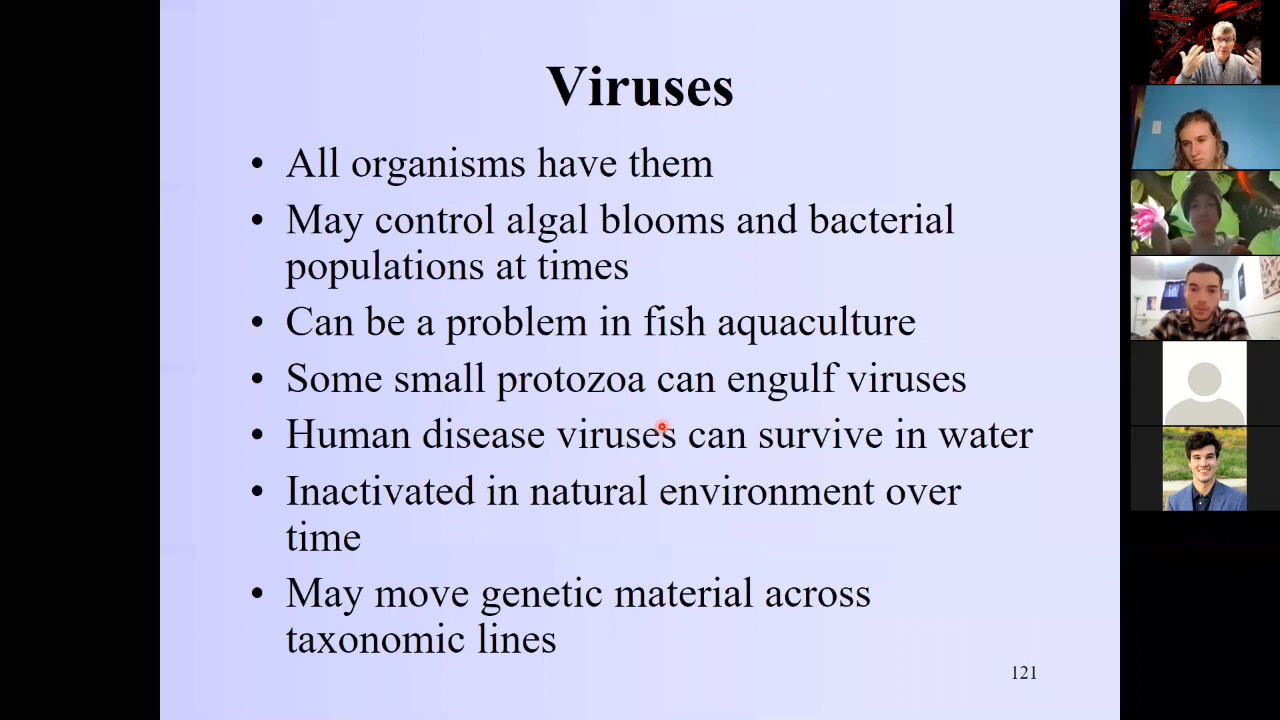 Viruses
• All organisms have them
• May control algal blooms and bacterial
populations at times
• Can be a problem in fish aquaculture
• Some small protozoa can engulf viruses
• Human disease viruses can survive in water
• Inactivated in natural environment over
time
• May move genetic material across
taxonomic lines
121